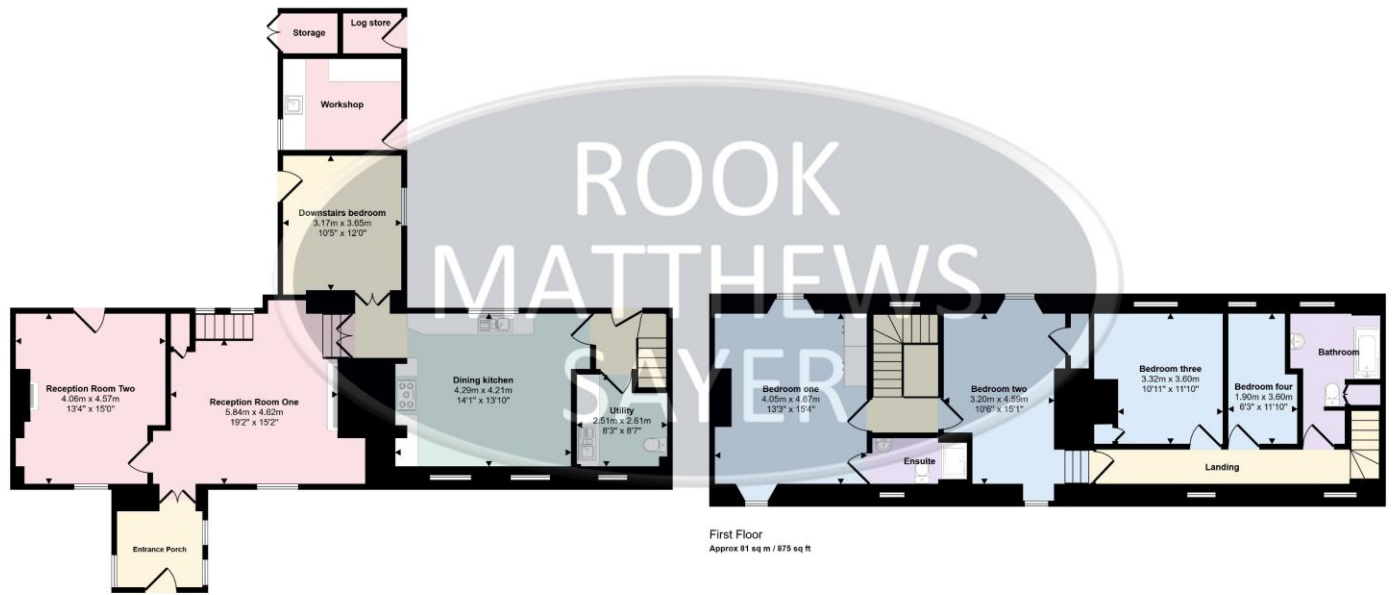 Storage
Log store
Workshop
Downstairs bedroom
3.17m x 3.65m
10'5" x 12'0"
Reception Room Two
4.06m x 4.57m
13'4" x 15'0"
Reception Room One
5.84m x 4.62m
19'2" x 15'2"
Dining kitchen
4.29m x 4.21m
14'1" x 13'10"
Utility
2.51m x 2.61m
8'3" x 8'7"
Entrance Porch
ROOK
MATTHEWS
SAYER
Bedroom one
4.05m x 4.67m
13'3" x 15'4"
Ensuite
Bedroom two
3.20m x 4.59m
10'6" x 15'1"
Bedroom three
3.32m x 3.60m
10'11" x 11'10"
Bedroom four
1.90m x 3.60m
6'3" x 11'10"
Bathroom
Landing
First Floor
Approx 81 sq m / 875 sq ft